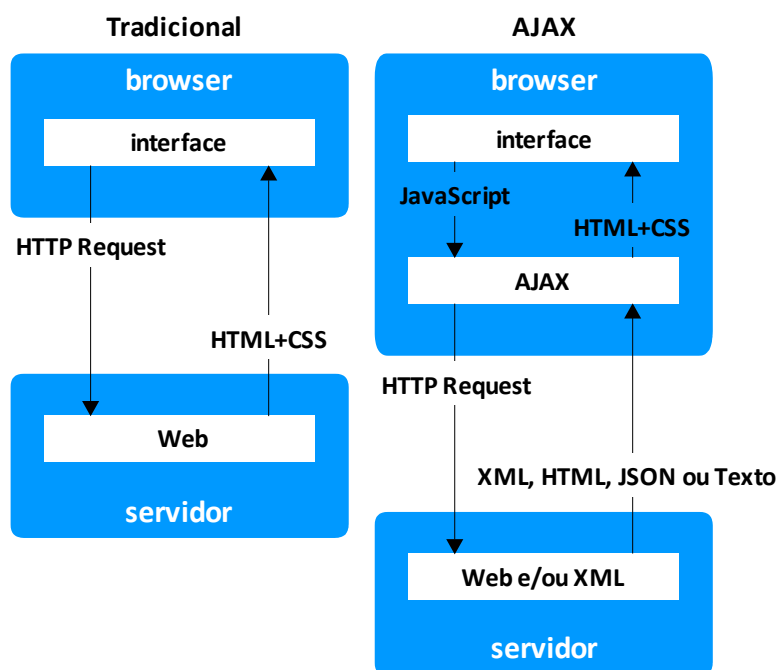 Tradicional
browser
interface
HTTP Request
HTML+CSS
Web
servidor
AJAX
browser
interface
JavaScript
HTML+CSS
AJAX
HTTP Request
XML, HTML, JSON ou Texto
Web e/ou XML
servidor